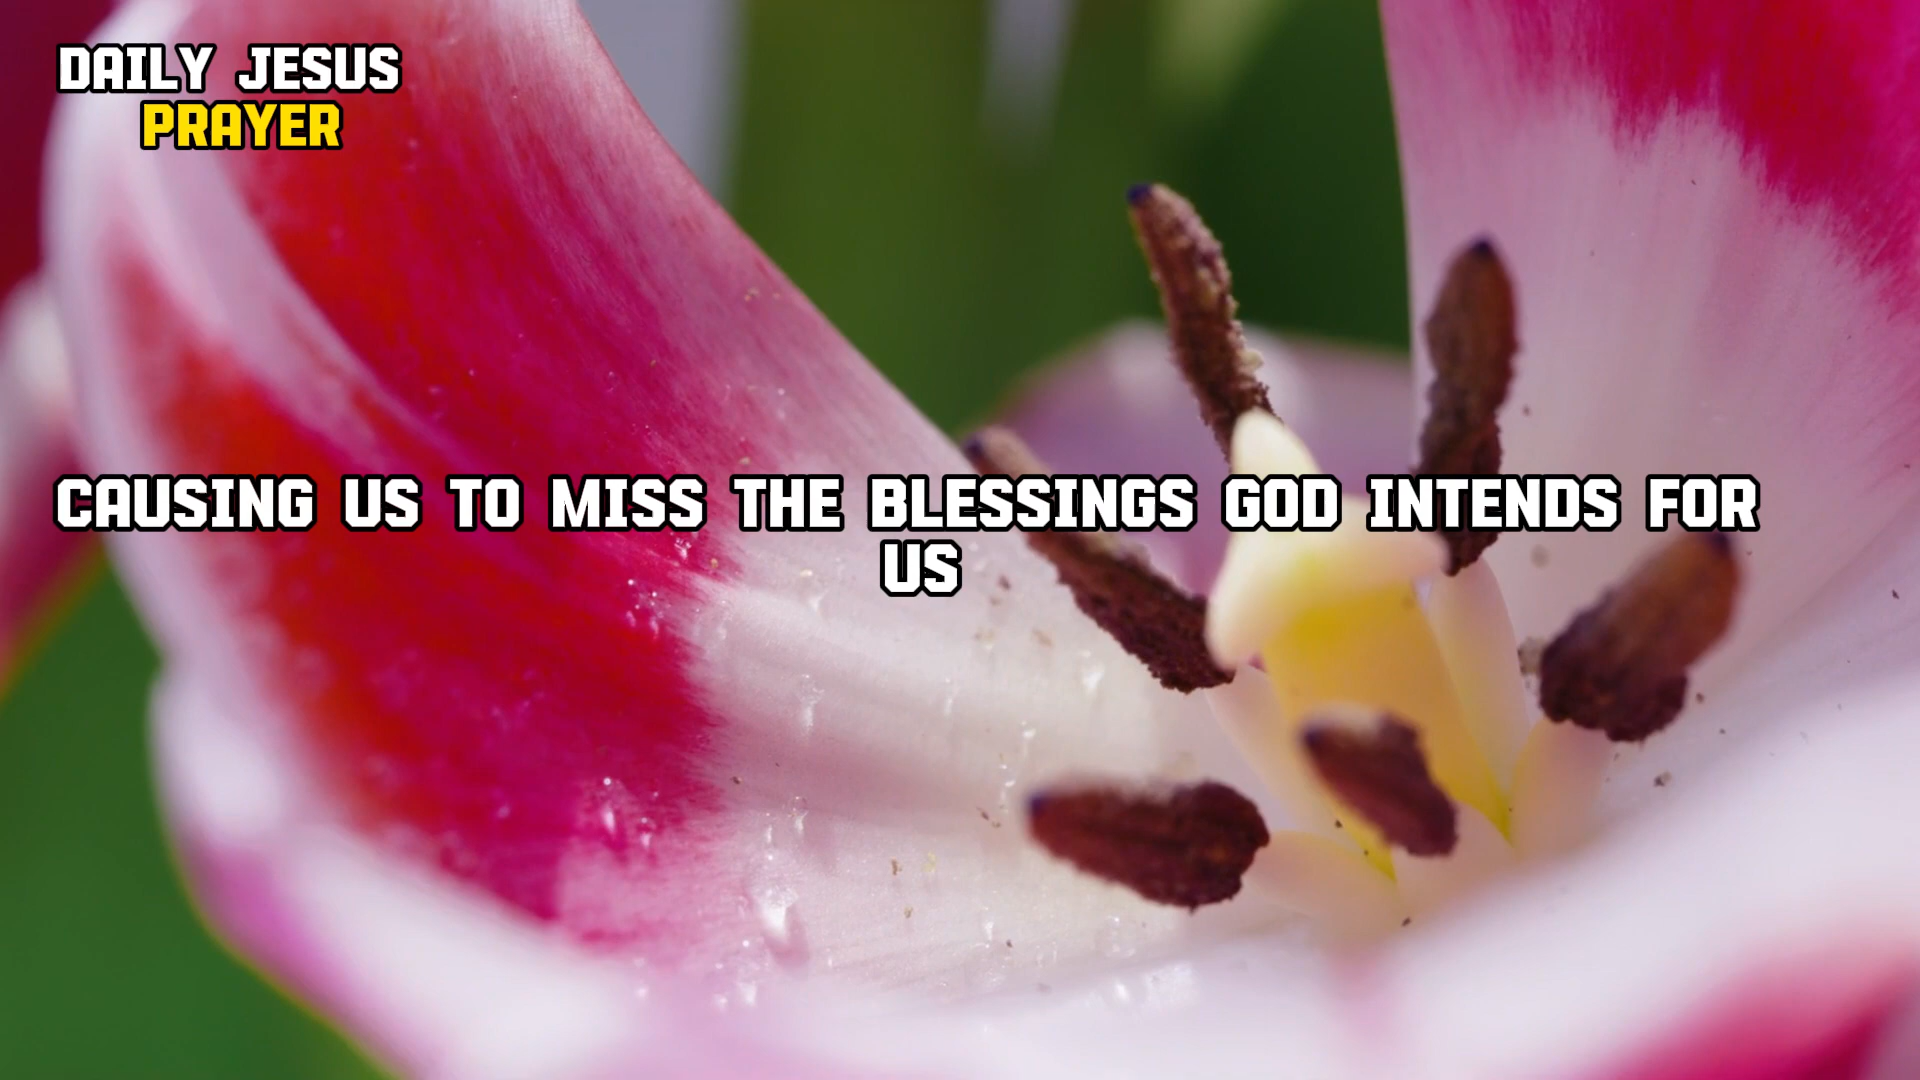 DAILY JESUS
PRAYER
CAUSING US TO MISS THE BLESSINGS GOD INTENDS FOR
US